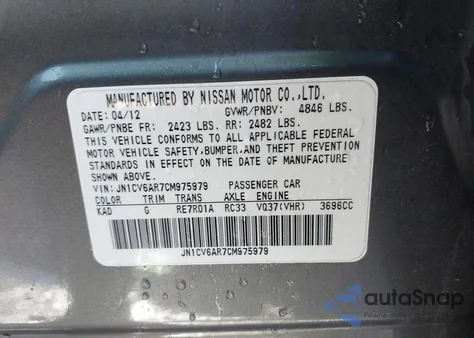 MANUFACTURED BY NISSAN MOTOR CO.,LTD.
DATE: 04/12 GVWR/PNBV: 4846 LBS.
GAWR/PNBE FR: 2423 LBS. RR: 2482 LBS.
THIS VEHICLE CONFORMS TO ALL APPLICABLE FEDERAL
MOTOR VEHICLE SAFETY,BUMPER,AND THEFT PREVENTION
STANDARDS IN EFFECT ON THE DATE OF MANUFACTURE
SHOWN ABOVE.
VIN: JN1CV6AR7CM975979 PASSENGER CAR
COLOR TRIM TRANS AXLE ENGINE
KAD G RE7R01A RC33 VQ37(VHR) 3696CC
JN1CV6AR7CM975979
autoSnap